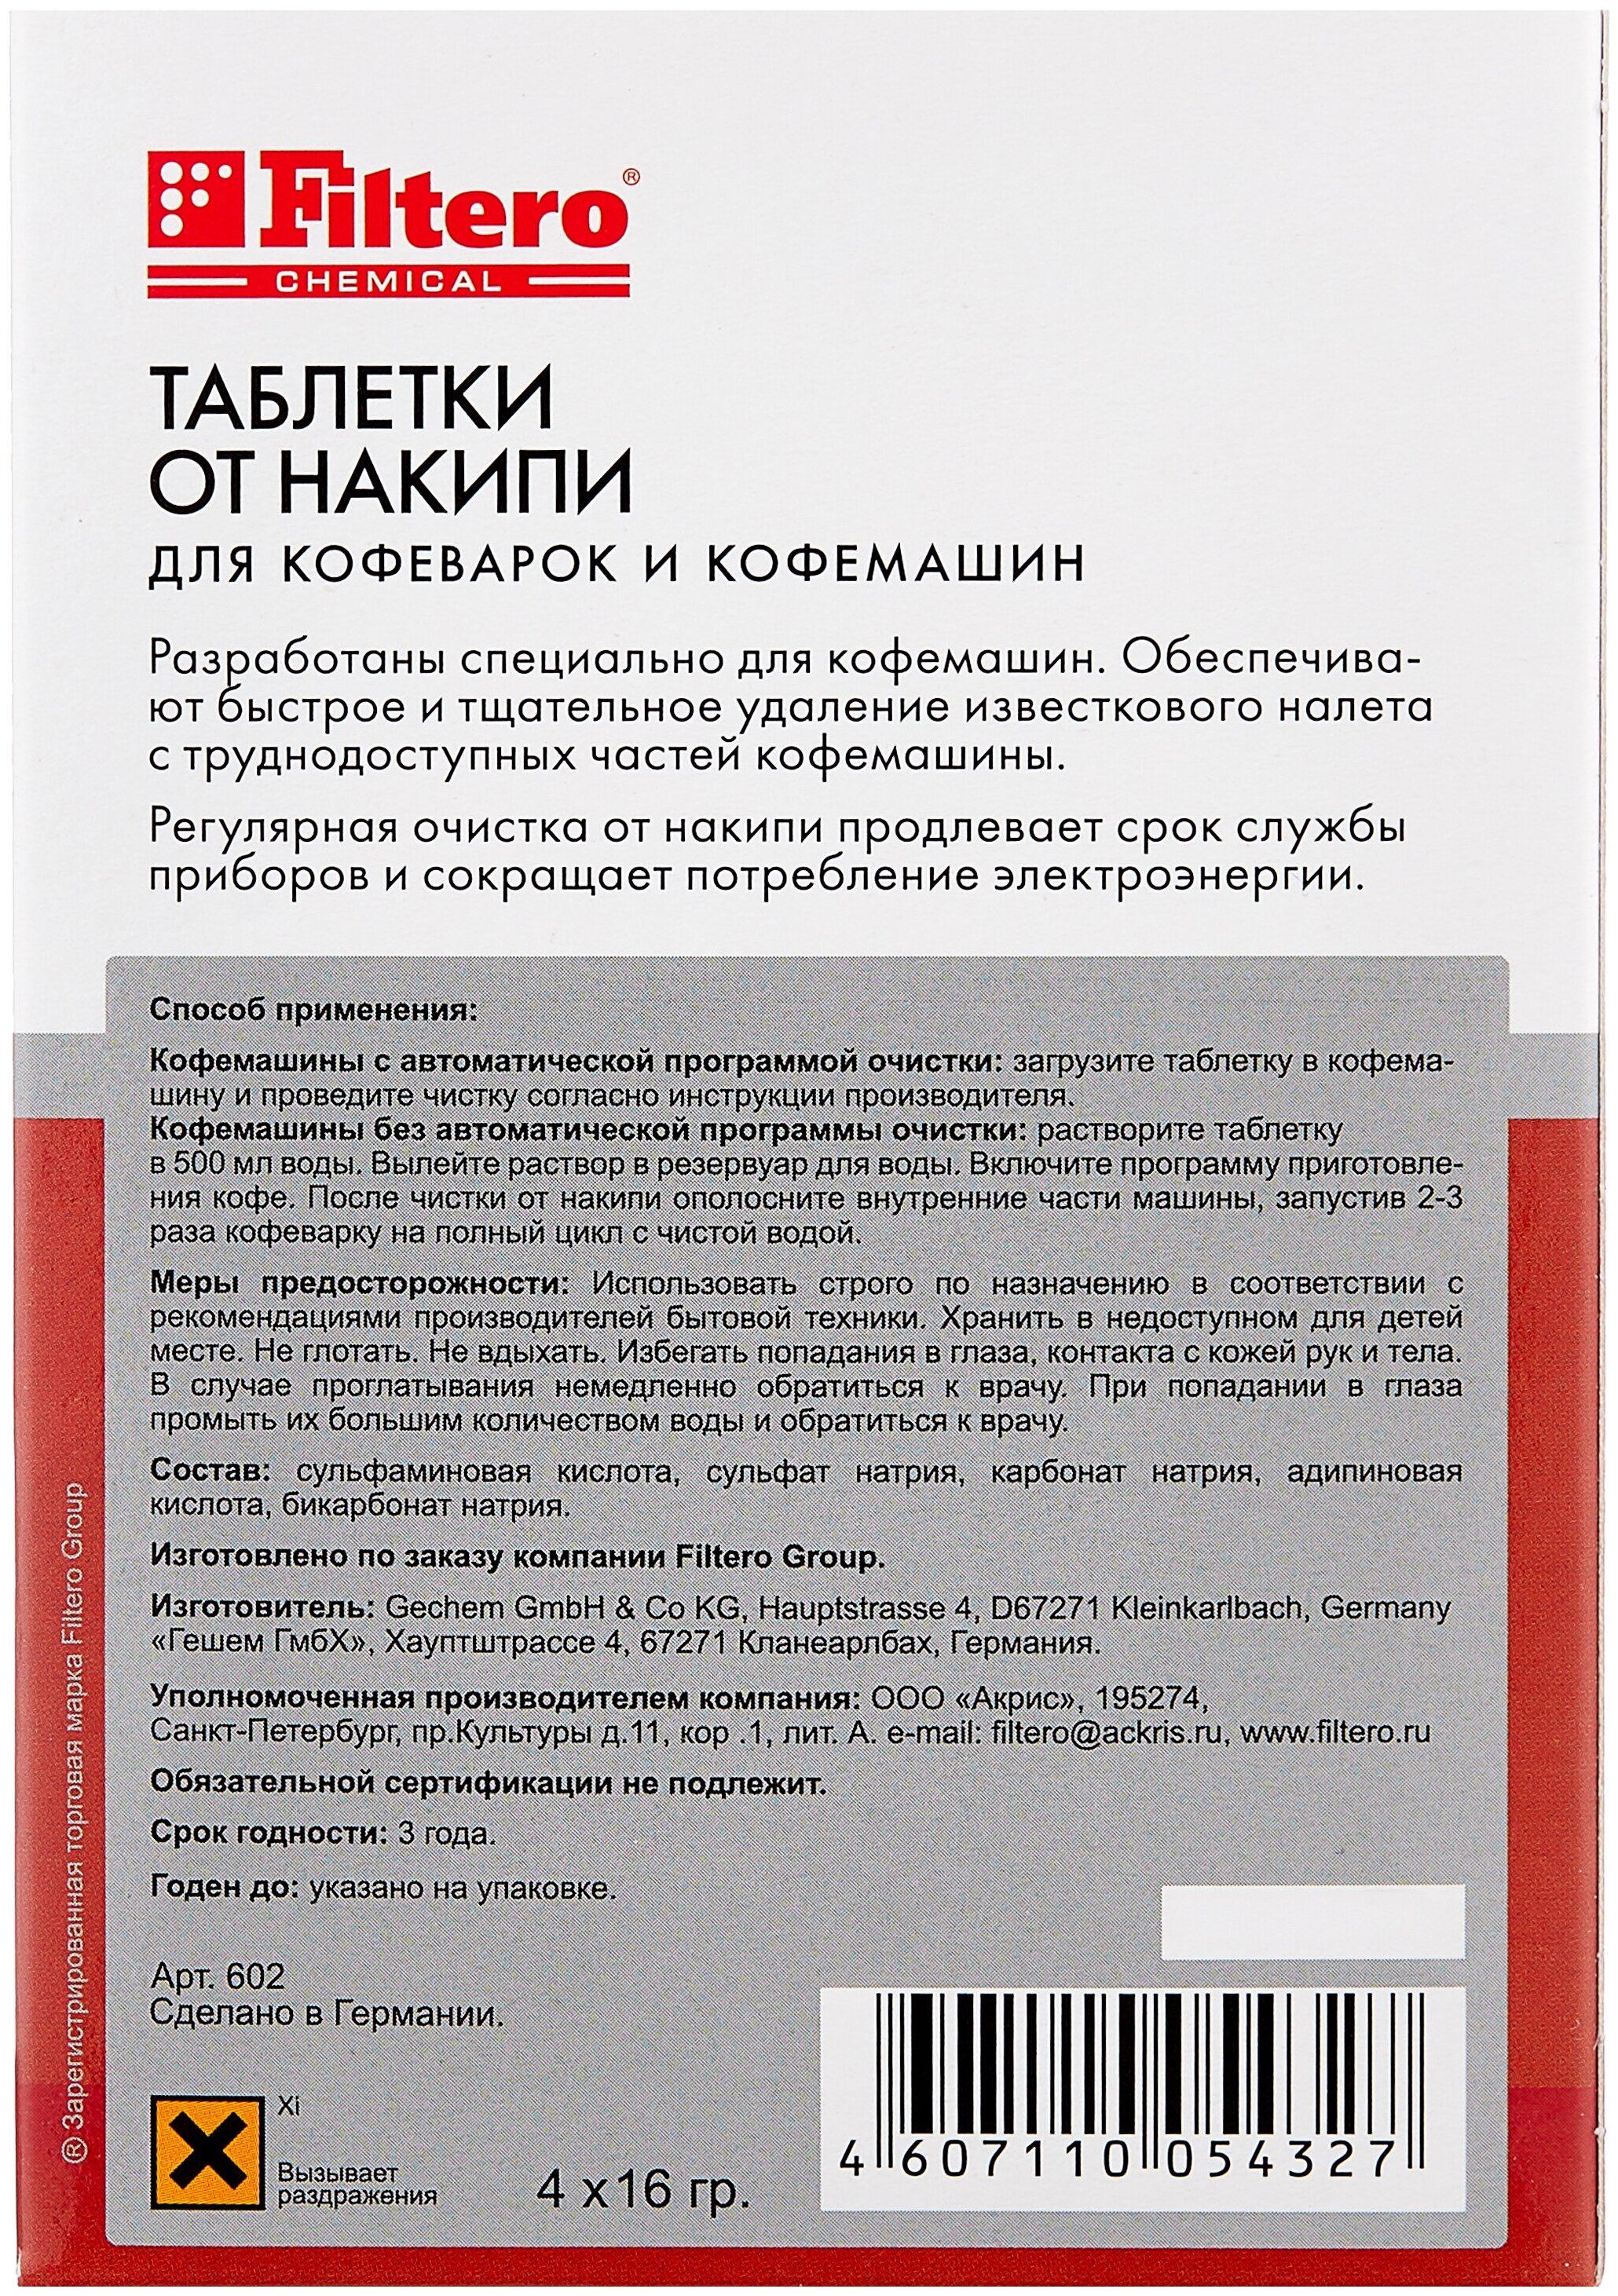 Filtero®
CHEMICAL
ТАБЛЕТКИ
ОТ НАКИПИ
ДЛЯ КОФЕВАРОК И КОФЕМАШИН
Разработаны специально для кофемашин. Обеспечива-
ют быстрое и тщательное удаление известкового налета
с труднодоступных частей кофемашины.
Регулярная очистка от накипи продлевает срок службы
приборов и сокращает потребление электроэнергии.
Способ применения:
Кофемашины с автоматической программой очистки: загрузите таблетку в кофема-
шину и проведите чистку согласно инструкции производителя.
Кофемашины без автоматической программы очистки: растворите таблетку
в 500 мл воды. Вылейте раствор в резервуар для воды. Включите программу приготовле-
ния кофе. После чистки от накипи ополосните внутренние части машины, запустив 2-3
раза кофеварку на полный цикл с чистой водой.
Меры предосторожности: Использовать строго по назначению в соответствии с
рекомендациями производителей бытовой техники. Хранить в недоступном для детей
месте. Не глотать. Не вдыхать. Избегать попадания в глаза, контакта с кожей рук и тела.
В случае проглатывания немедленно обратиться к врачу. При попадании в глаза
промыть их большим количеством воды и обратиться к врачу.
Состав: сульфаминовая кислота, сульфат натрия, карбонат натрия, адипиновая
кислота, бикарбонат натрия.
Изготовлено по заказу компании Filtero Group.
Изготовитель: Gechem GmbH & Co KG, Hauptstrasse 4, D67271 Kleinkarlbach, Germany
«Гешем ГмбХ», Хауптштрассе 4, 67271 Кланеарлбах, Германия.
Уполномоченная производителем компания: ООО «Акрис», 195274,
Санкт-Петербург, пр.Культуры д.11, кор .1, лит. А. e-mail: filtero@ackris.ru, www.filtero.ru
Обязательной сертификации не подлежит.
Срок годности: 3 года.
Годен до: указано на упаковке.
Арт. 602
Сделано в Германии.
Xi
Вызывает
раздражения
4 х16 гр.
4 607110 054327
® Зарегистрированная торговая марка Filtero Group